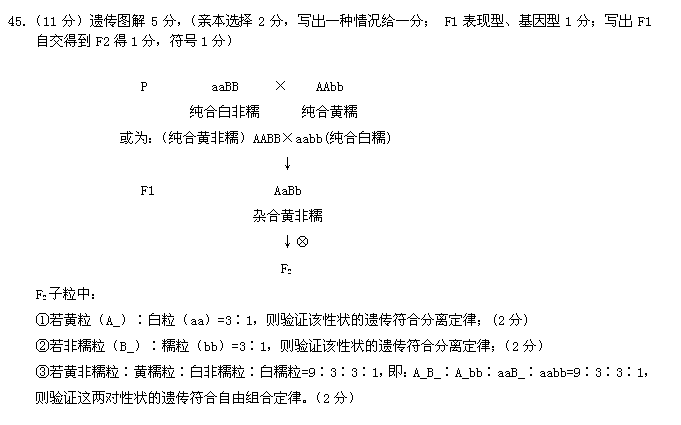 45.（11 分）遗传图解 5 分，（亲本选择 2 分，写出一种情况给一分； F1 表现型、基因型 1 分；写出 F1
自交得到 F2 得 1 分，符号 1 分）
P aaBB × AAbb
纯合白非糯 纯合黄糯
或为：（纯合黄非糯）AABB×aabb(纯合白糯)
↓
F1 AaBb
杂合黄非糯
↓⊗
F₂
F₂子粒中：
①若黄粒（A_）∶白粒（aa）=3∶1，则验证该性状的遗传符合分离定律；(2 分)
②若非糯粒（B_）∶糯粒（bb）=3∶1，则验证该性状的遗传符合分离定律；（2 分）
③若黄非糯粒∶黄糯粒∶白非糯粒∶白糯粒=9∶3∶3∶1，即：A_B_∶A_bb∶aaB_∶aabb=9∶3∶3∶1，
则验证这两对性状的遗传符合自由组合定律。（2 分）